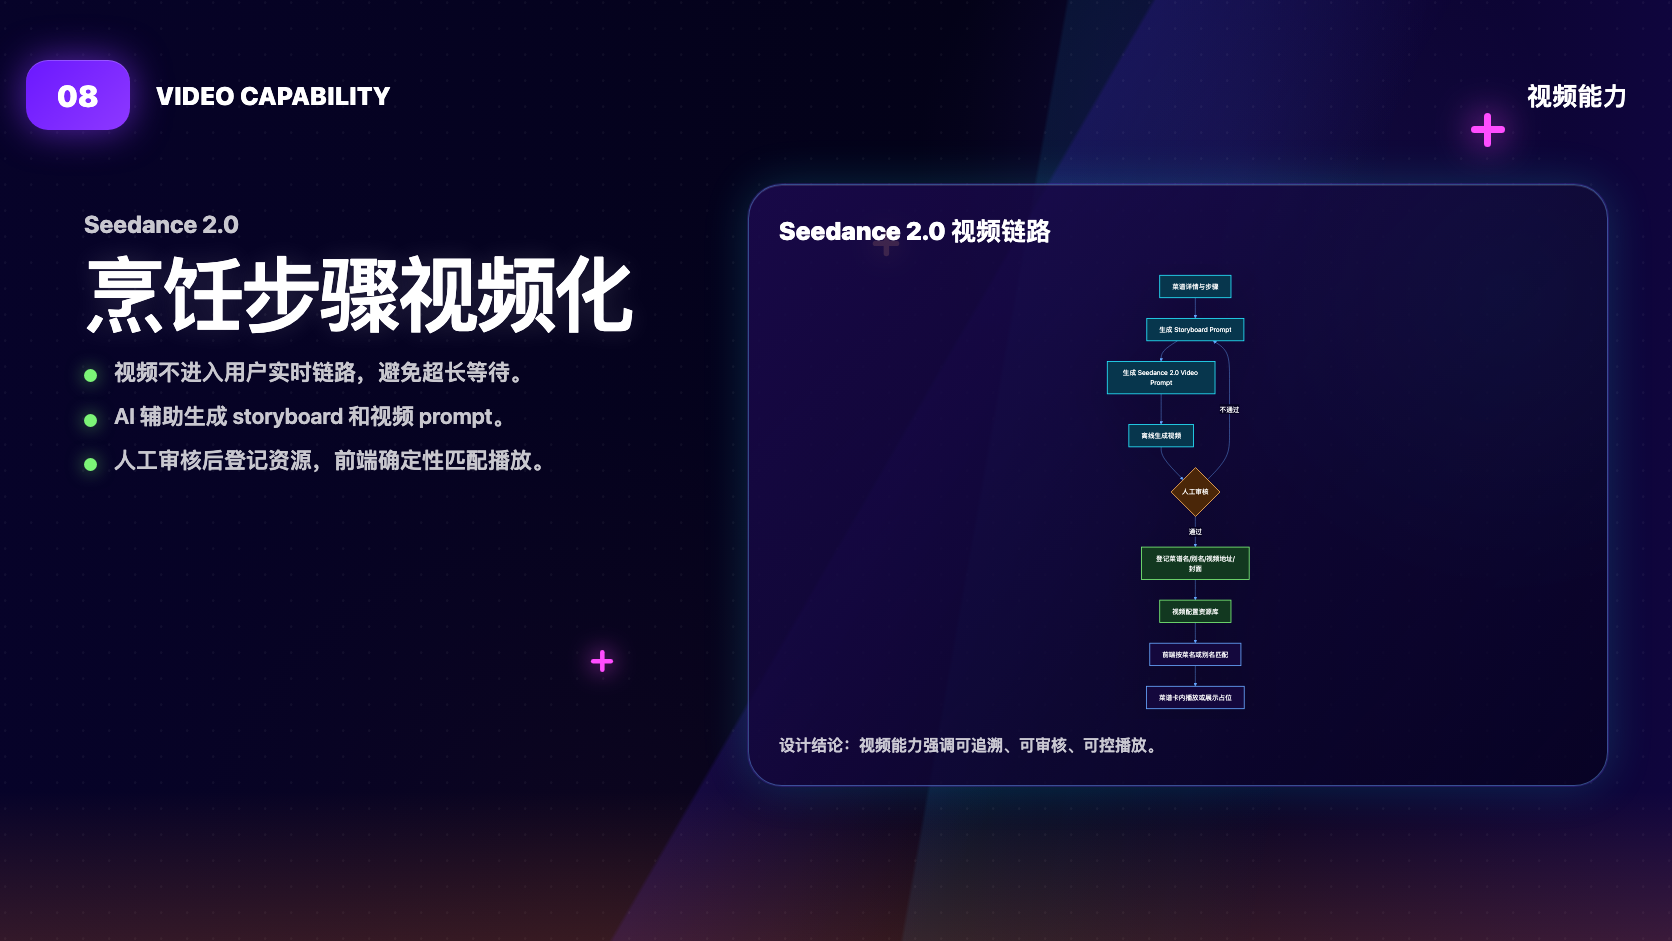 08
VIDEO CAPABILITY
视频能力
Seedance 2.0
烹饪步骤视频化
视频不进入用户实时链路，避免超长等待。
AI 辅助生成 storyboard 和视频 prompt。
人工审核后登记资源，前端确定性匹配播放。
Seedance 2.0 视频链路
菜谱详情与步骤
生成 Storyboard Prompt
生成 Seedance 2.0 Video
Prompt
不通过
离线生成视频
人工审核
通过
登记菜谱名/别名/视频地址/
封面
视频配置资源库
前端按菜名或别名匹配
菜谱卡内播放或展示占位
设计结论：视频能力强调可追溯、可审核、可控播放。